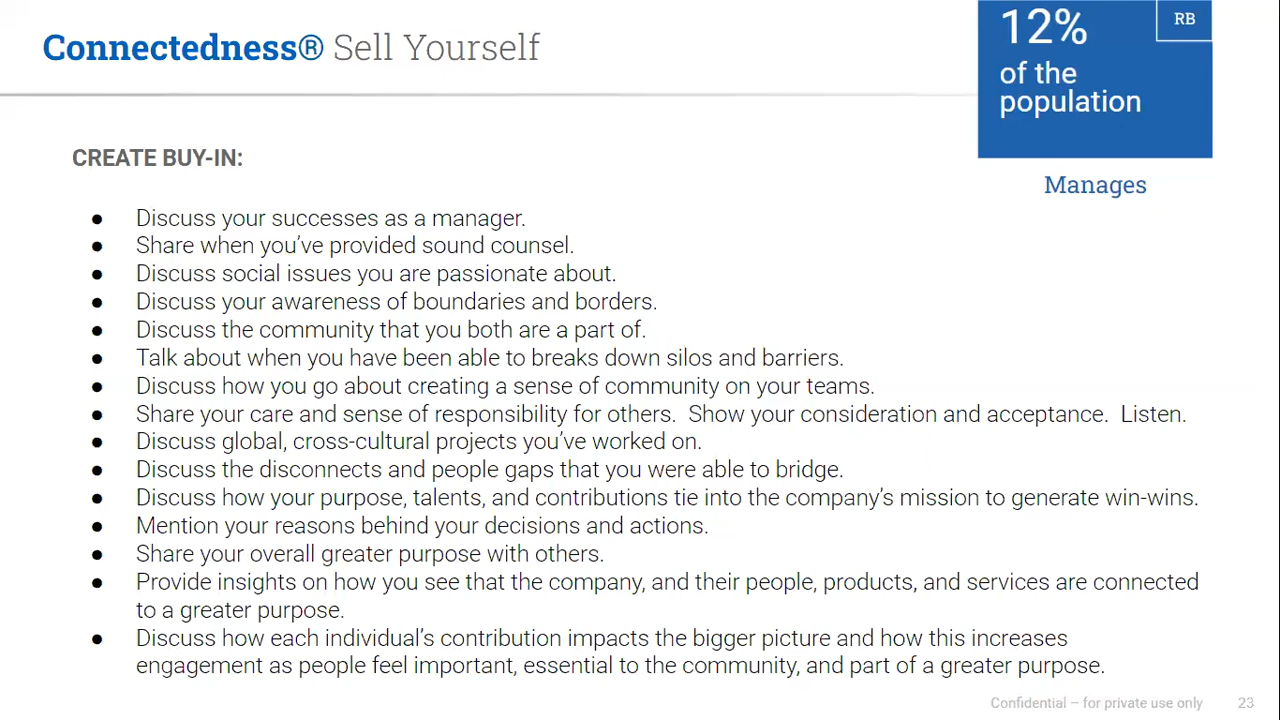 Connectedness® Sell Yourself
12%
RB
of the
population
Manages
CREATE BUY-IN:
● Discuss your successes as a manager.
● Share when you’ve provided sound counsel.
● Discuss social issues you are passionate about.
● Discuss your awareness of boundaries and borders.
● Discuss the community that you both are a part of.
● Talk about when you have been able to breaks down silos and barriers.
● Discuss how you go about creating a sense of community on your teams.
● Share your care and sense of responsibility for others.  Show your consideration and acceptance.  Listen.
● Discuss global, cross-cultural projects you’ve worked on.
● Discuss the disconnects and people gaps that you were able to bridge.
● Discuss how your purpose, talents, and contributions tie into the company’s mission to generate win-wins.
● Mention your reasons behind your decisions and actions.
● Share your overall greater purpose with others.
● Provide insights on how you see that the company, and their people, products, and services are connected
to a greater purpose.
● Discuss how each individual’s contribution impacts the bigger picture and how this increases
engagement as people feel important, essential to the community, and part of a greater purpose.
Confidential – for private use only
23